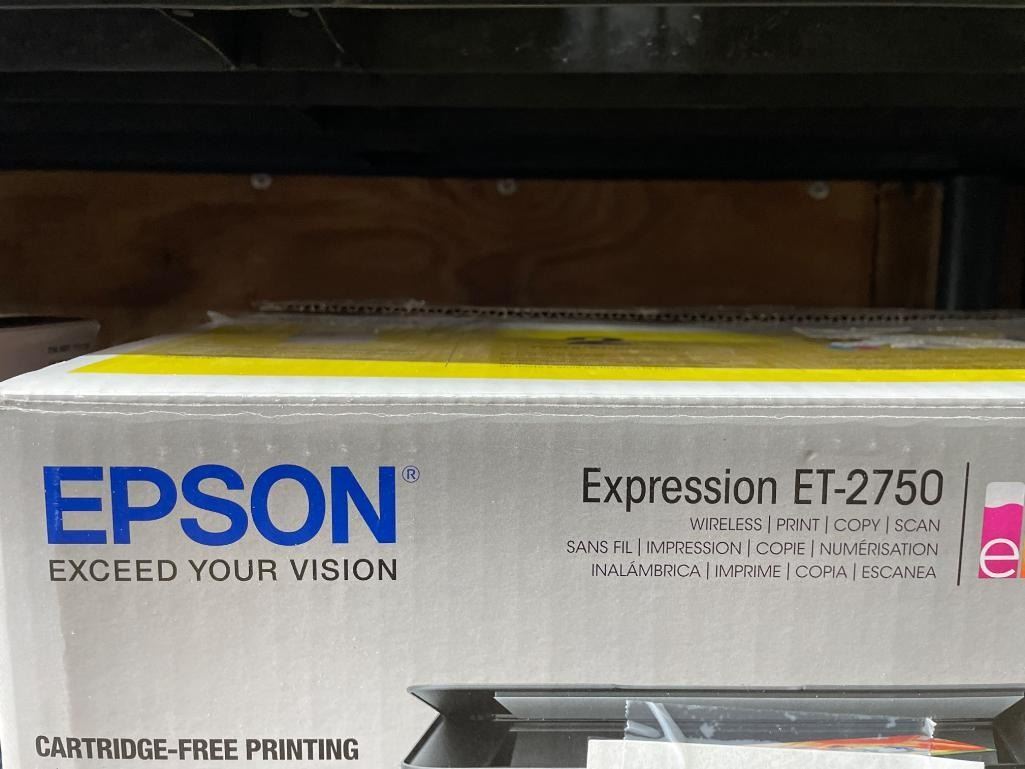 EPSON®
EXCEED YOUR VISION
Expression ET-2750
WIRELESS | PRINT | COPY | SCAN
SANS FIL | IMPRESSION | COPIE | NUMÉRISATION
INALÁMBRICA | IMPRIME | COPIA | ESCANEA
e
CARTRIDGE-FREE PRINTING